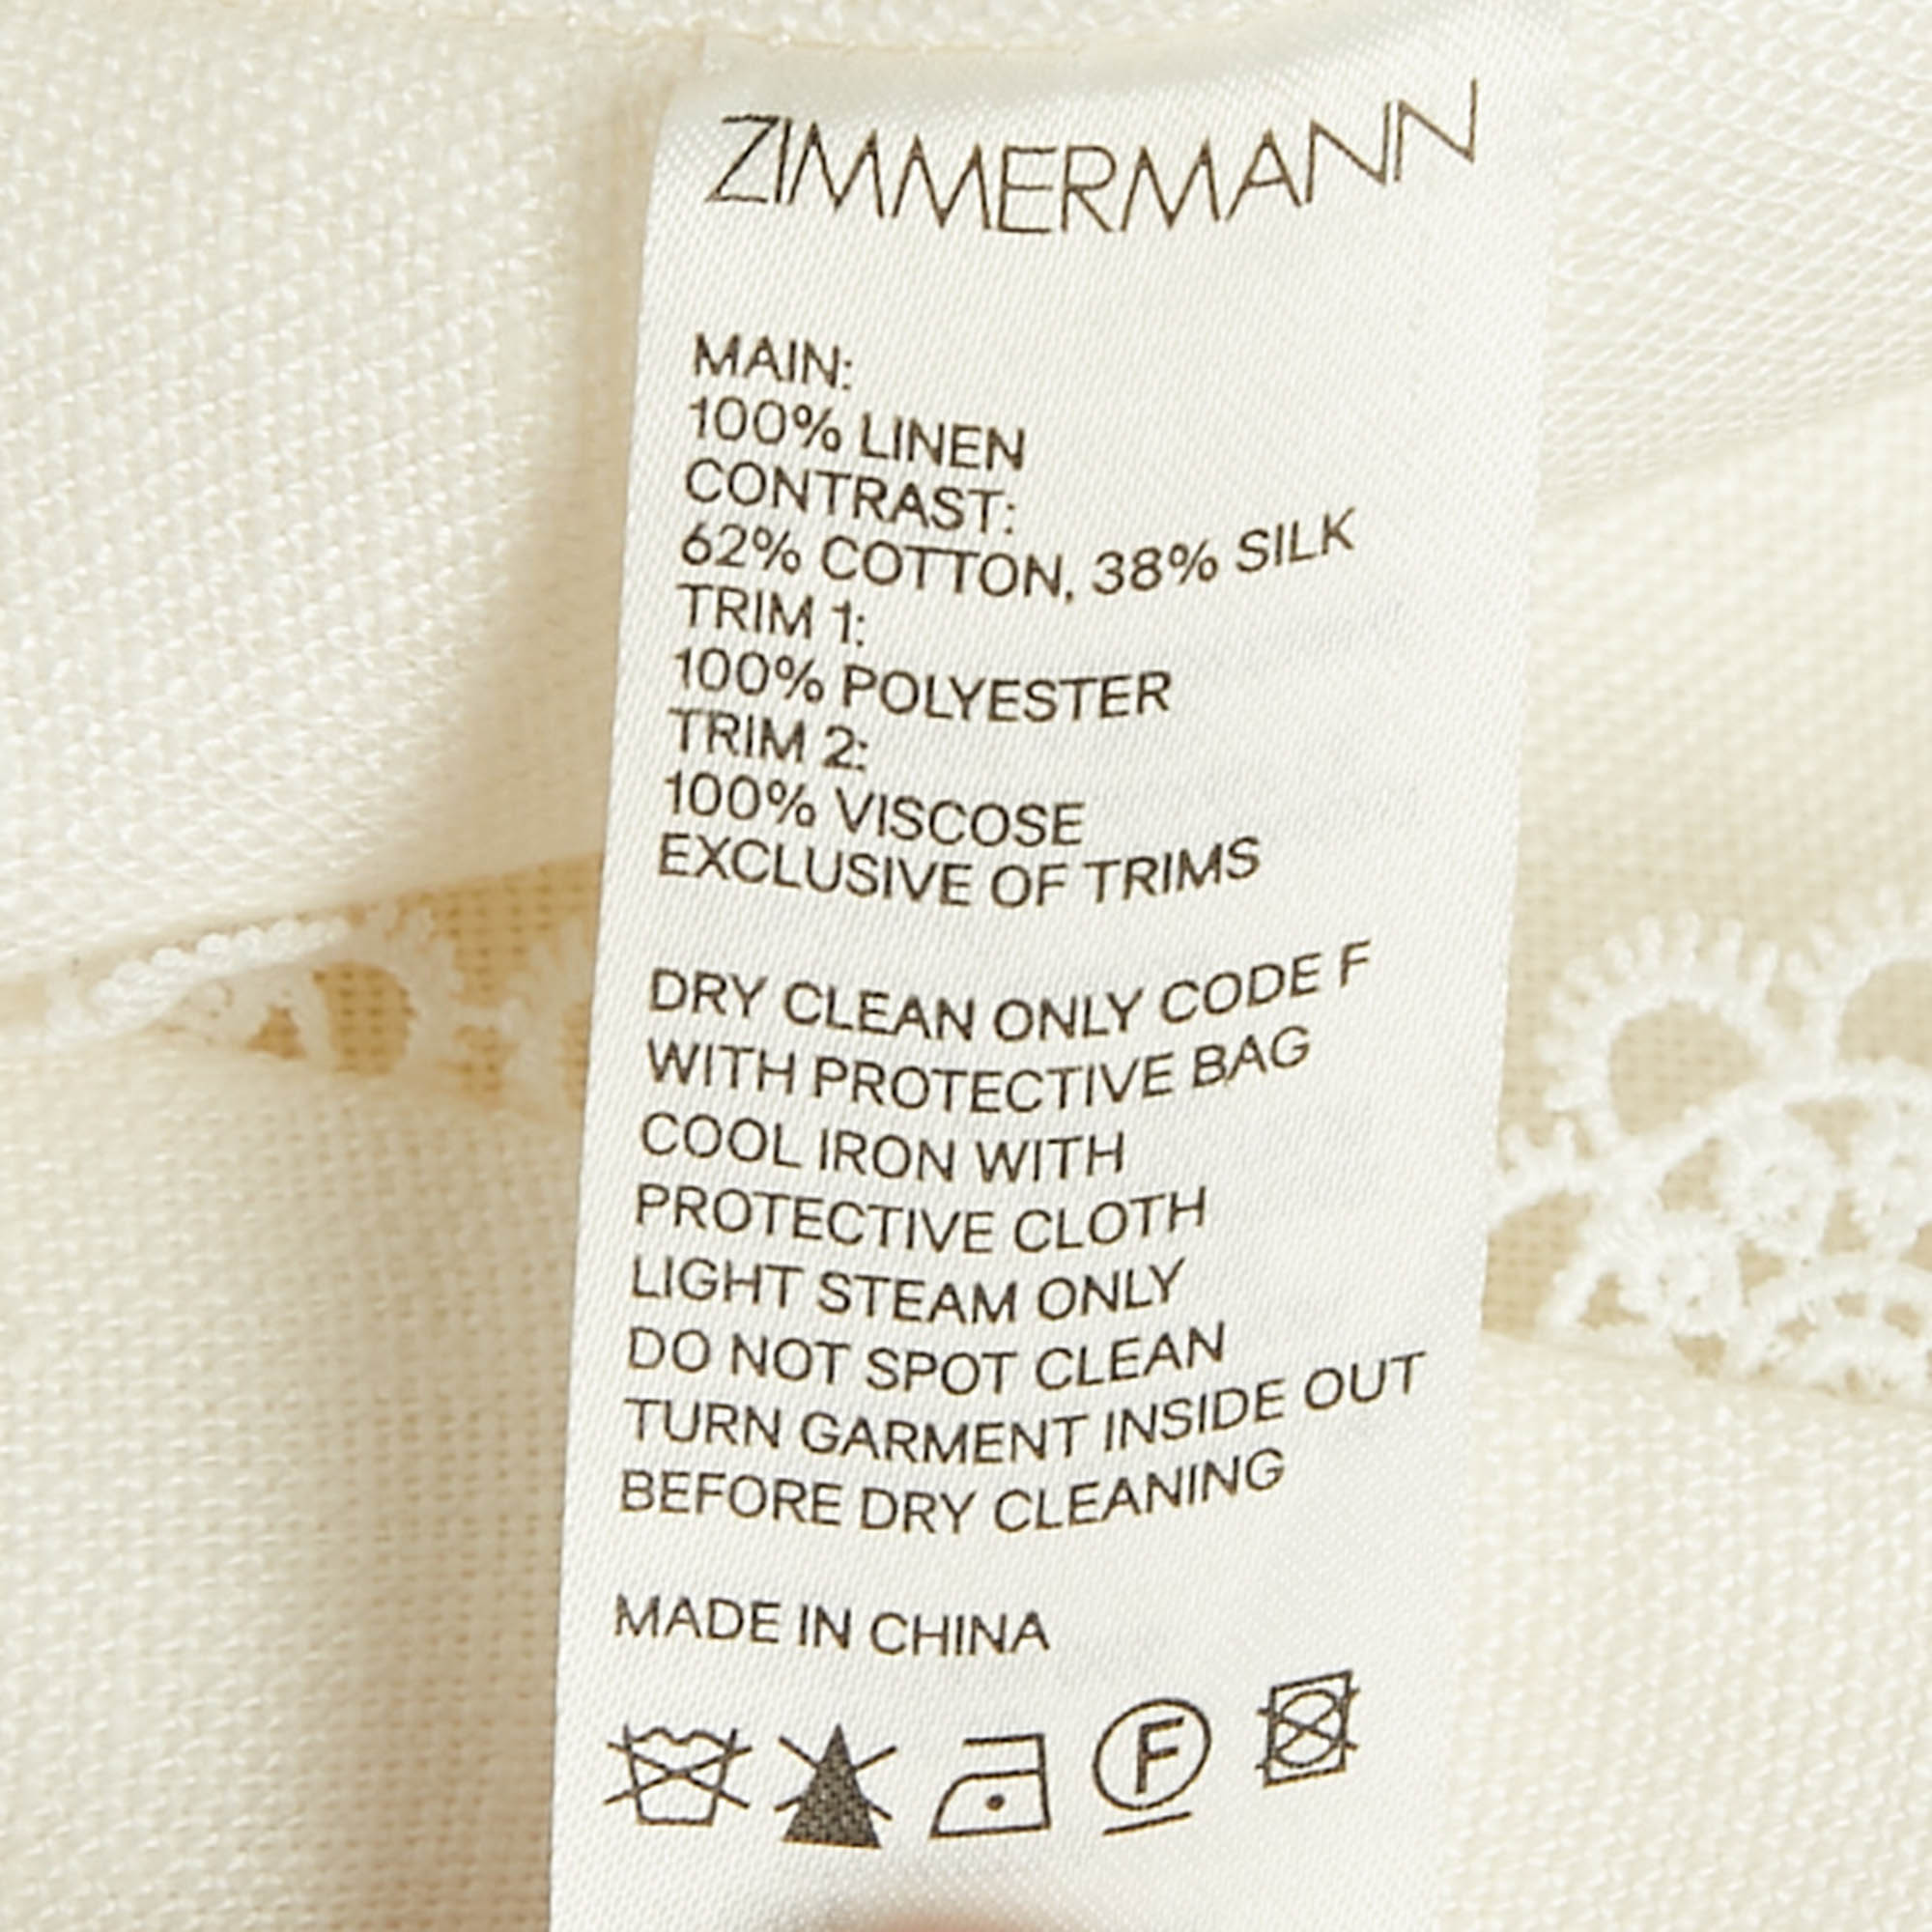 ZIMMERMANN
MAIN:
100% LINEN
CONTRAST:
62% COTTON, 38% SILK
TRIM 1:
100% POLYESTER
TRIM 2:
100% VISCOSE
EXCLUSIVE OF TRIMS
DRY CLEAN ONLY CODE F
WITH PROTECTIVE BAG
COOL IRON WITH
PROTECTIVE CLOTH
LIGHT STEAM ONLY
DO NOT SPOT CLEAN
TURN GARMENT INSIDE OUT
BEFORE DRY CLEANING
MADE IN CHINA
F